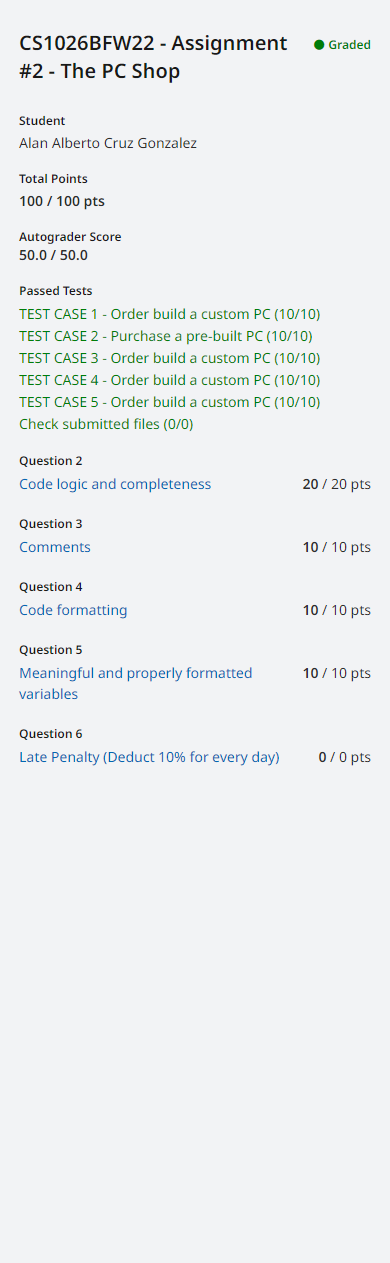 CS1026BFW22 - Assignment
#2 - The PC Shop
Graded
Student
Alan Alberto Cruz Gonzalez
Total Points
100 / 100 pts
Autograder Score
50.0 / 50.0
Passed Tests
TEST CASE 1 - Order build a custom PC (10/10)
TEST CASE 2 - Purchase a pre-built PC (10/10)
TEST CASE 3 - Order build a custom PC (10/10)
TEST CASE 4 - Order build a custom PC (10/10)
TEST CASE 5 - Order build a custom PC (10/10)
Check submitted files (0/0)
Question 2
Code logic and completeness 20 / 20 pts
Question 3
Comments 10 / 10 pts
Question 4
Code formatting 10 / 10 pts
Question 5
Meaningful and properly formatted 10 / 10 pts
variables
Question 6
Late Penalty (Deduct 10% for every day) 0 / 0 pts